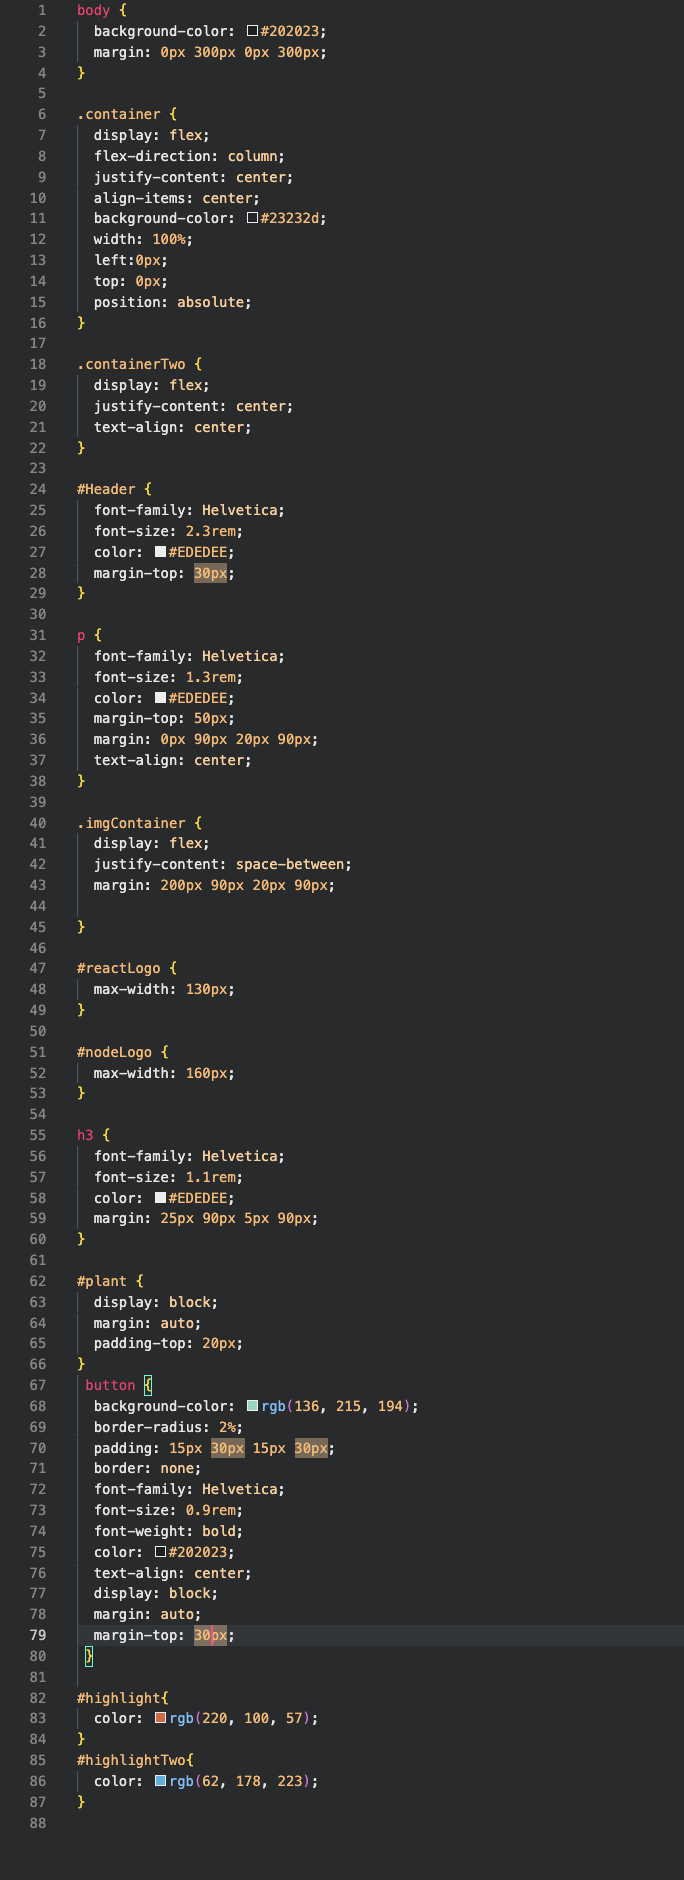 1 body {
2 background-color: #202023;
3 margin: 0px 300px 0px 300px;
4 }
5
6 .container {
7 display: flex;
8 flex-direction: column;
9 justify-content: center;
10 align-items: center;
11 background-color: #23232d;
12 width: 100%;
13 left:0px;
14 top: 0px;
15 position: absolute;
16 }
17
18 .containerTwo {
19 display: flex;
20 justify-content: center;
21 text-align: center;
22 }
23
24 #Header {
25 font-family: Helvetica;
26 font-size: 2.3rem;
27 color: #EDEDEE;
28 margin-top: 30px;
29 }
30
31 p {
32 font-family: Helvetica;
33 font-size: 1.3rem;
34 color: #EDEDEE;
35 margin-top: 50px;
36 margin: 0px 90px 20px 90px;
37 text-align: center;
38 }
39
40 .imgContainer {
41 display: flex;
42 justify-content: space-between;
43 margin: 200px 90px 20px 90px;
44
45 }
46
47 #reactLogo {
48 max-width: 130px;
49 }
50
51 #nodeLogo {
52 max-width: 160px;
53 }
54
55 h3 {
56 font-family: Helvetica;
57 font-size: 1.1rem;
58 color: #EDEDEE;
59 margin: 25px 90px 5px 90px;
60 }
61
62 #plant {
63 display: block;
64 margin: auto;
65 padding-top: 20px;
66 }
67 button {
68 background-color: rgb(136, 215, 194);
69 border-radius: 2%;
70 padding: 15px 30px 15px 30px;
71 border: none;
72 font-family: Helvetica;
73 font-size: 0.9rem;
74 font-weight: bold;
75 color: #202023;
76 text-align: center;
77 display: block;
78 margin: auto;
79 margin-top: 30px;
80 }
81
82 #highlight{
83 color: rgb(220, 100, 57);
84 }
85 #highlightTwo{
86 color: rgb(62, 178, 223);
87 }
88